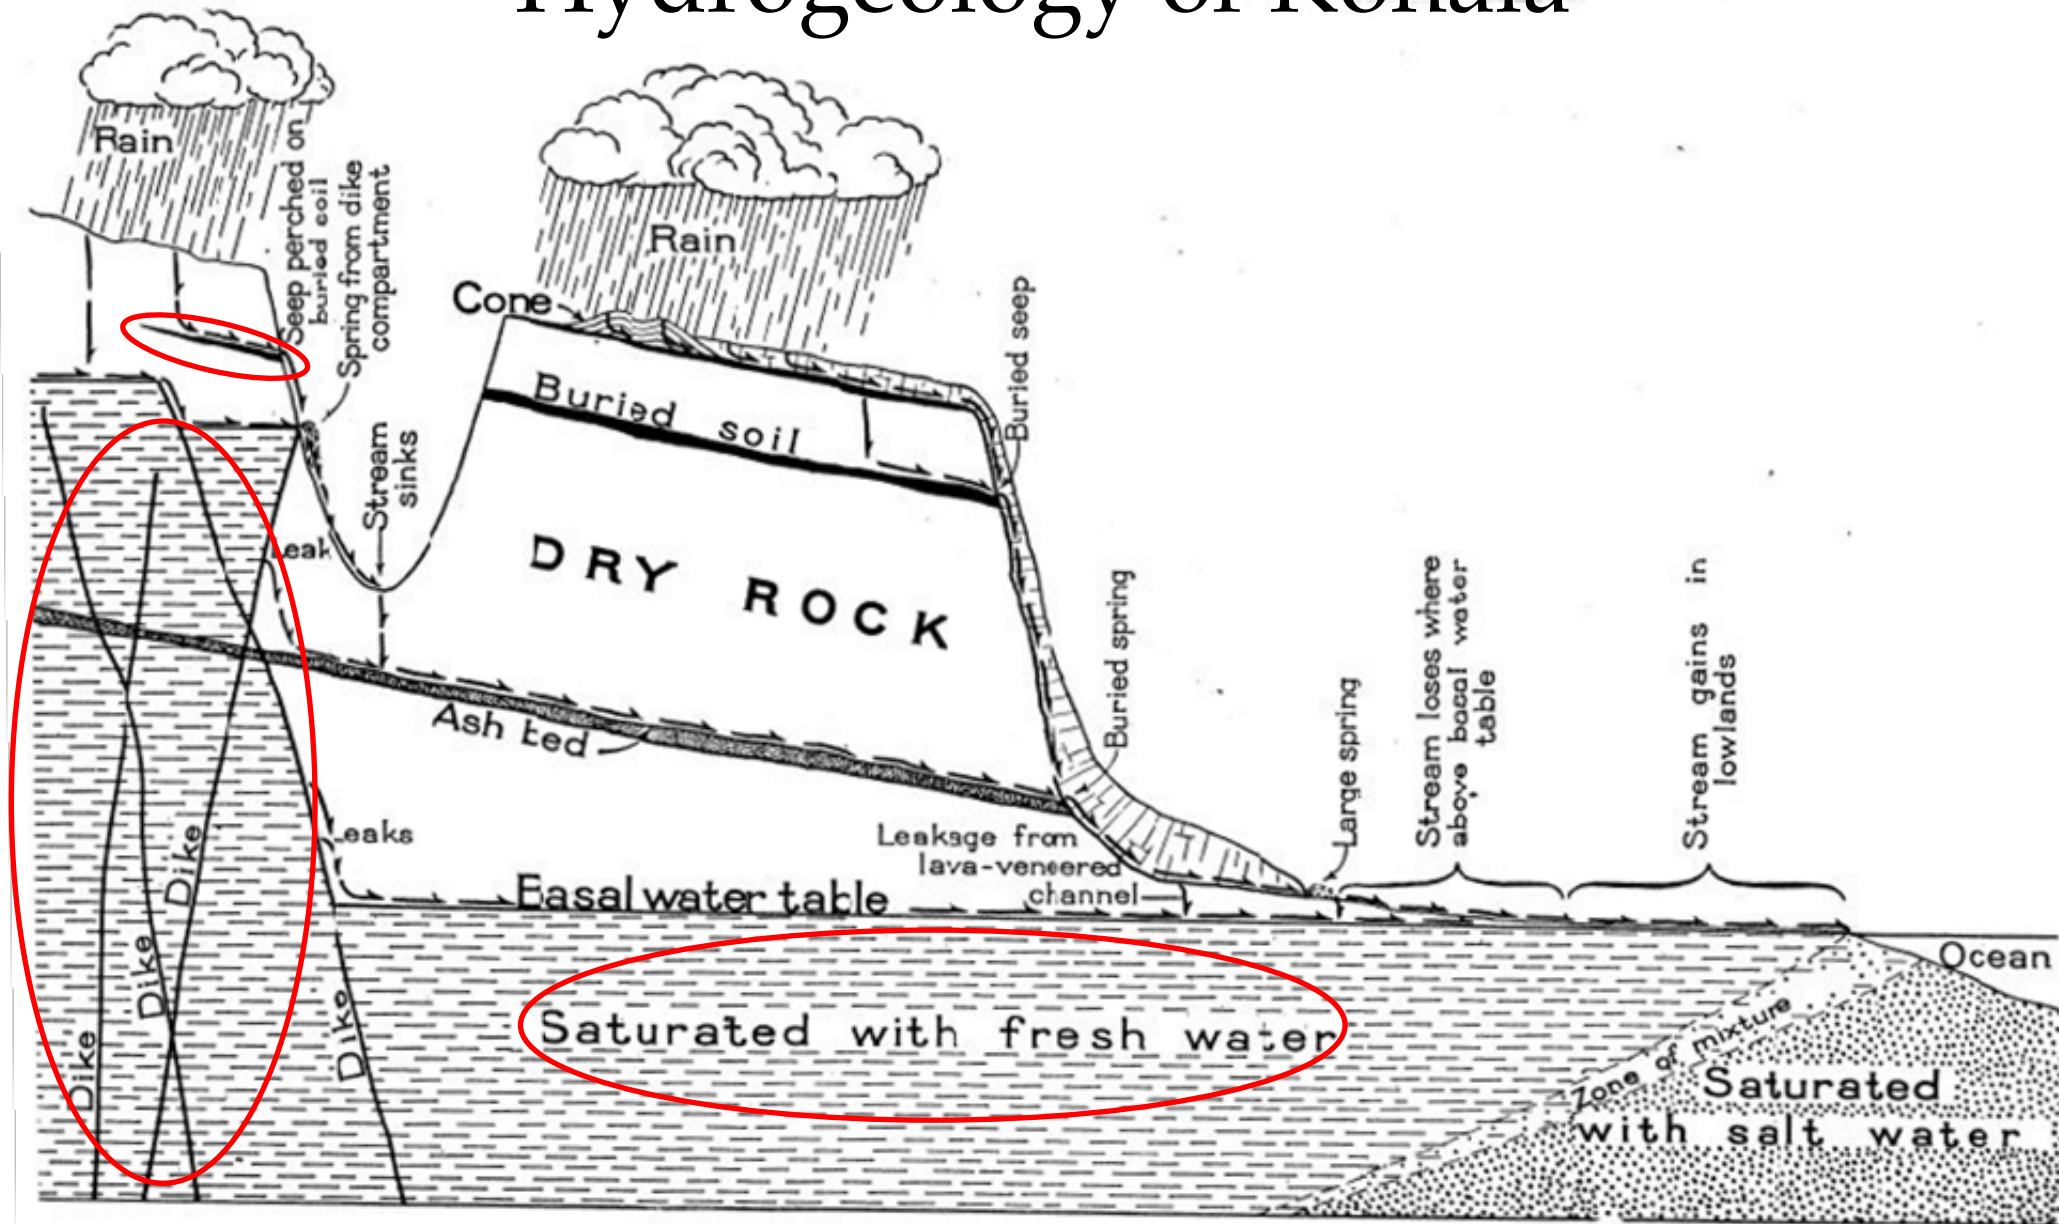 Hydrogeology of Kohala
Rain
Seep perched on
buried soil
Spring from dike
compartment
Rain
Cone
Buried seep
Buried soil
Stream
sinks
Leak
DRY ROCK
Buried spring
Ash bed
Large spring
Stream loses where
above basal water
table
Stream gains in
lowlands
Leaks
Leakage from
lava-veneered
channel
Basal water table
Ocean
Dike
Dike
Dike
Dike
Saturated with fresh water
Zone of mixture
Saturated
with salt water